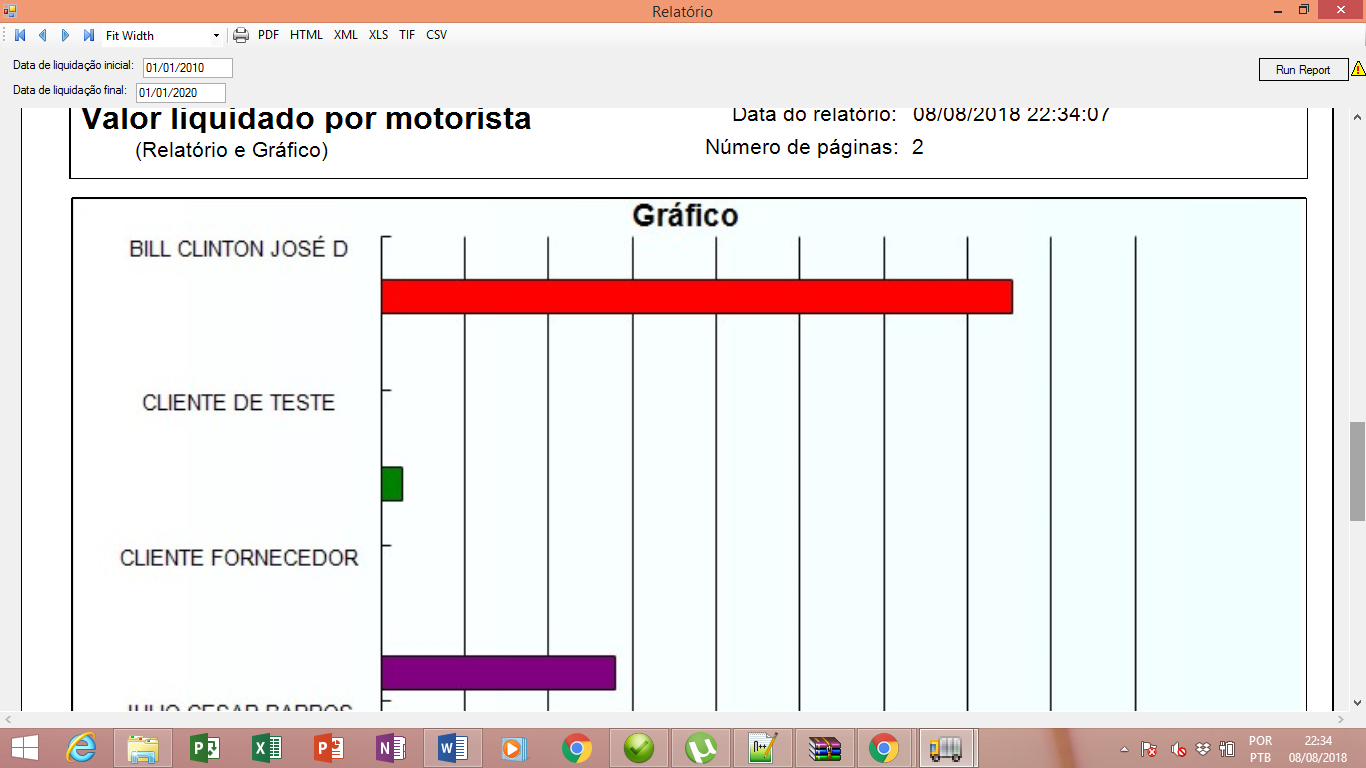 Relatório
Fit Width PDF HTML XML XLS TIF CSV
Data de liquidação inicial: 01/01/2010
Run Report
Data de liquidação final: 01/01/2020
Valor liquidado por motorista
Data do relatório: 08/08/2018 22:34:07
(Relatório e Gráfico)
Número de páginas: 2
Gráfico
BILL CLINTON JOSÉ D
CLIENTE DE TESTE
CLIENTE FORNECEDOR
JULIO CESAR BARROS
POR 22:34
PTB 08/08/2018